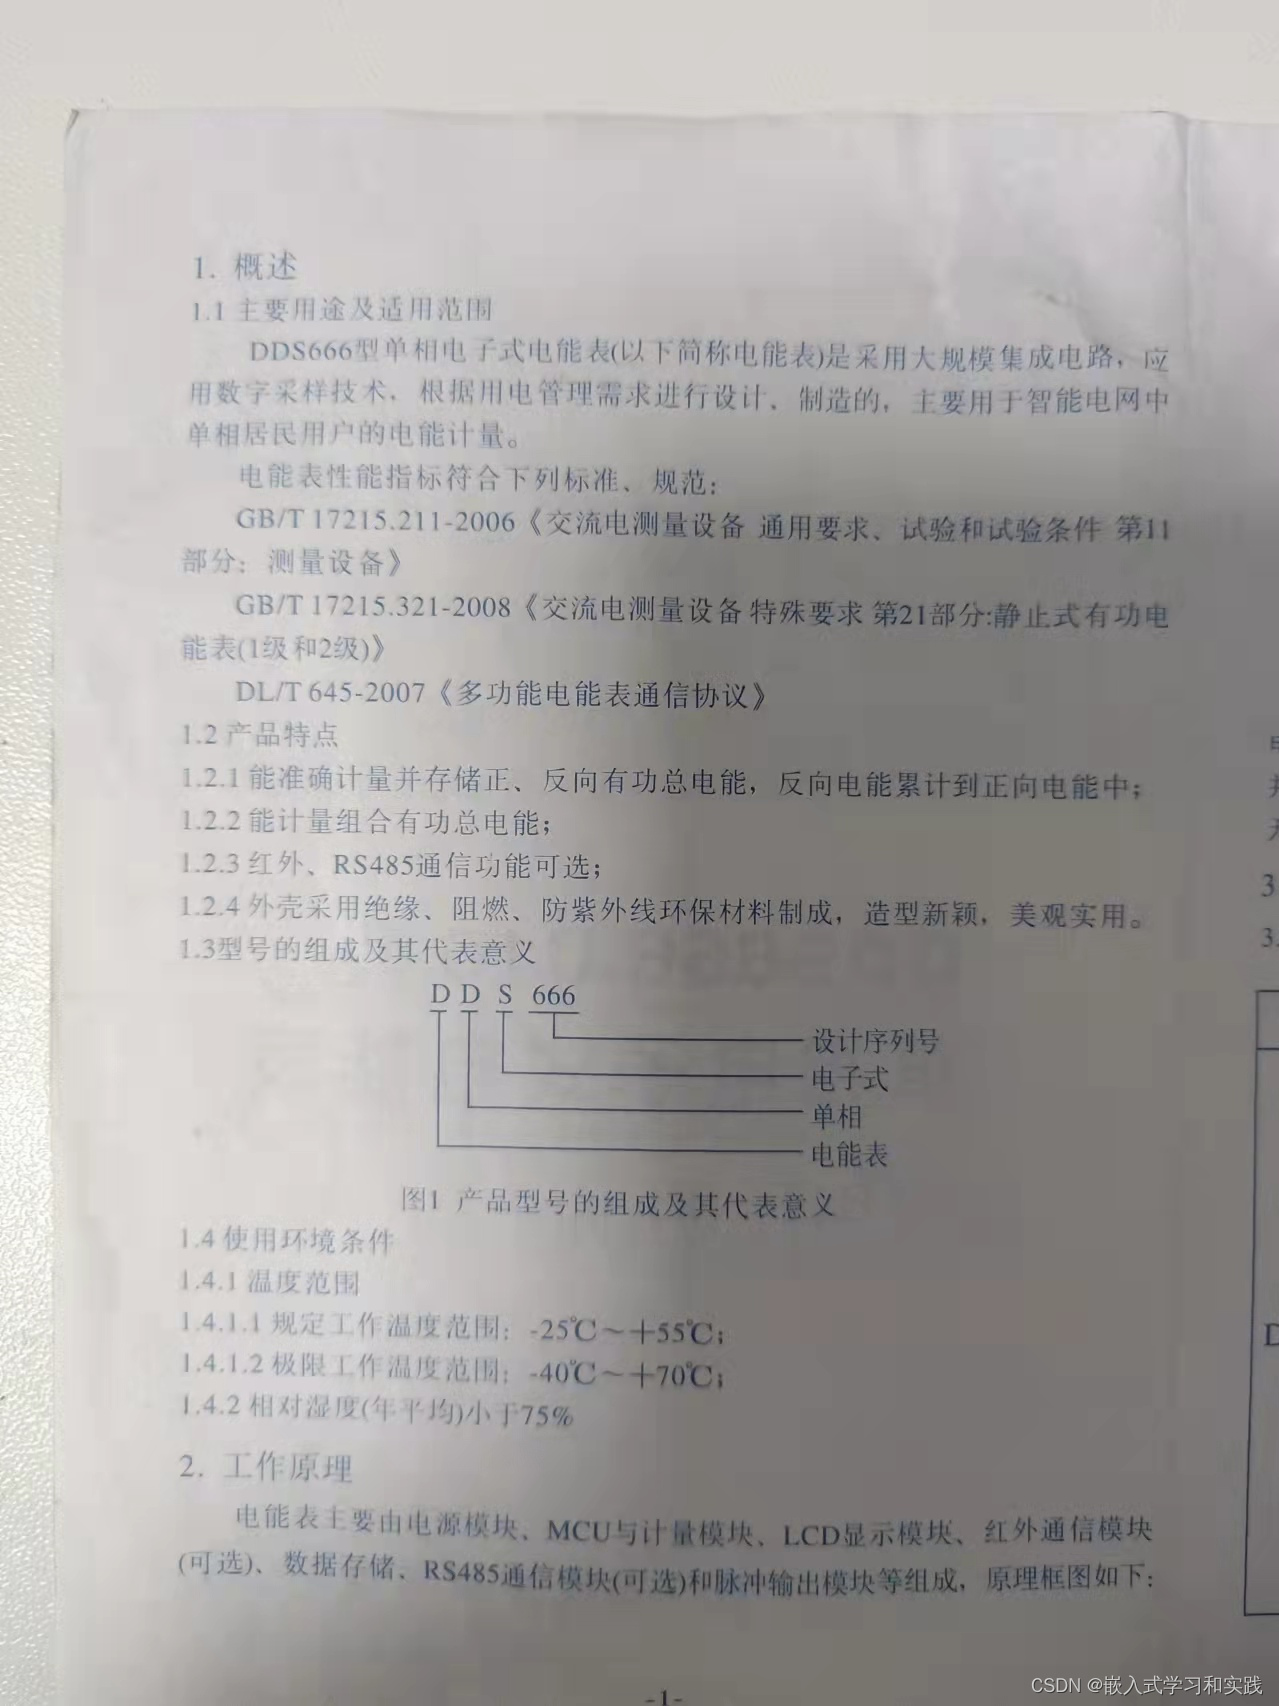 1. 概述
1.1 主要用途及适用范围
DDS666型单相电子式电能表(以下简称电能表)是采用大规模集成电路，应
用数字采样技术，根据用电管理需求进行设计、制造的，主要用于智能电网中
单相居民用户的电能计量。
电能表性能指标符合下列标准、规范：
GB/T 17215.211-2006《交流电测量设备 通用要求、试验和试验条件 第11
部分：测量设备》
GB/T 17215.321-2008《交流电测量设备 特殊要求 第21部分:静止式有功电
能表(1级和2级)》
DL/T 645-2007《多功能电能表通信协议》
1.2 产品特点
1.2.1 能准确计量并存储正、反向有功总电能，反向电能累计到正向电能中；
1.2.2 能计量组合有功总电能；
1.2.3 红外、RS485通信功能可选；
1.2.4 外壳采用绝缘、阻燃、防紫外线环保材料制成，造型新颖，美观实用。
1.3型号的组成及其代表意义
D D S 666
设计序列号
电子式
单相
电能表
图1 产品型号的组成及其代表意义
1.4 使用环境条件
1.4.1 温度范围
1.4.1.1 规定工作温度范围：-25℃～＋55℃；
1.4.1.2 极限工作温度范围：-40℃～＋70℃；
1.4.2 相对湿度(年平均)小于75%
2. 工作原理
电能表主要由电源模块、MCU与计量模块、LCD显示模块、红外通信模块
(可选)、数据存储、RS485通信模块(可选)和脉冲输出模块等组成，原理框图如下：
-1-
3
3.
D
CSDN @嵌入式学习和实践